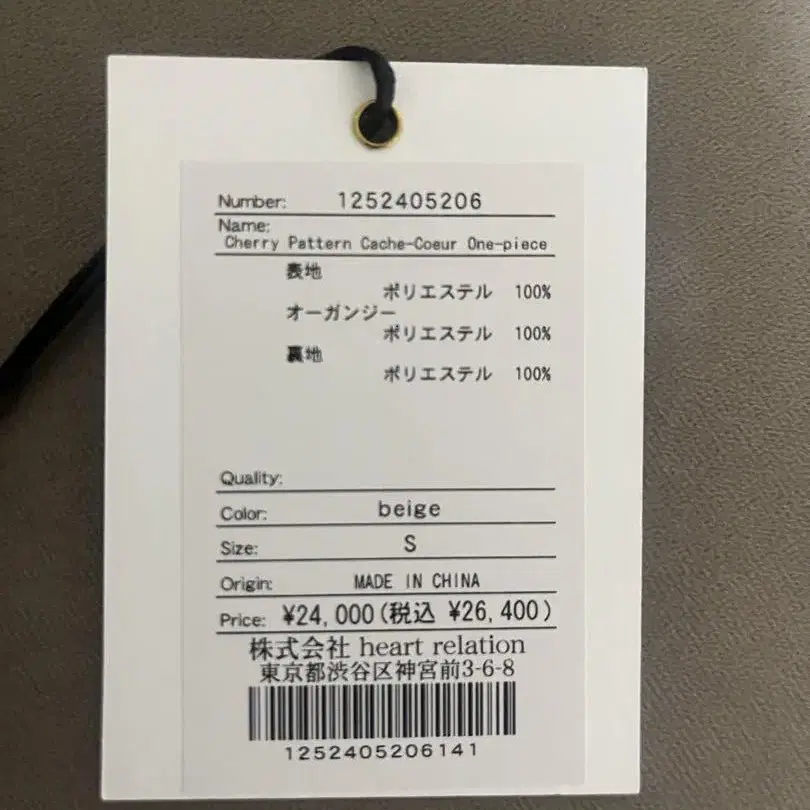 Number: 1252405206
Name:
Cherry Pattern Cache-Coeur One-piece
表地
ポリエステル 100%
オーガンジー
ポリエステル 100%
裏地
ポリエステル 100%
Quality:
Color: beige
Size: S
Origin: MADE IN CHINA
Price: ¥24,000(税込 ¥26,400)
株式会社 heart relation
東京都渋谷区神宮前3-6-8
1252405206141